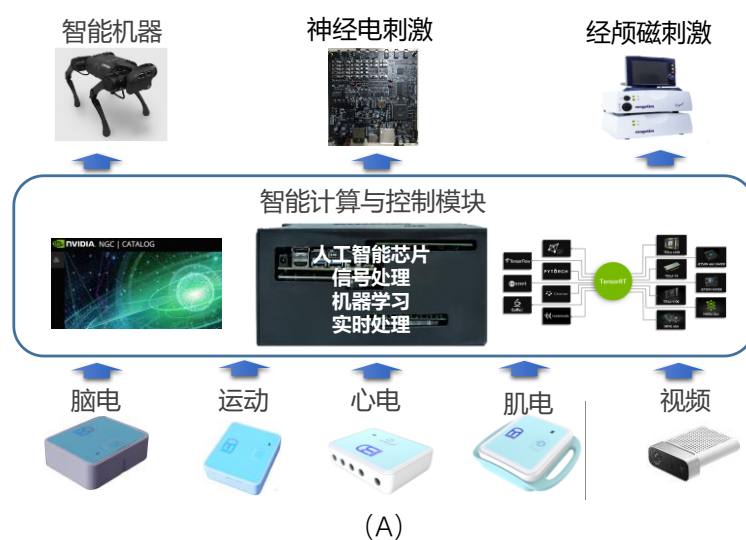 智能机器
神经电刺激
经颅磁刺激
智能计算与控制模块
NVIDIA. NGC | CATALOG
人工智能芯片
信号处理
机器学习
实时处理
TensorFlow
PYTORCH
TensorRT
脑电
运动
心电
肌电
视频
(A)